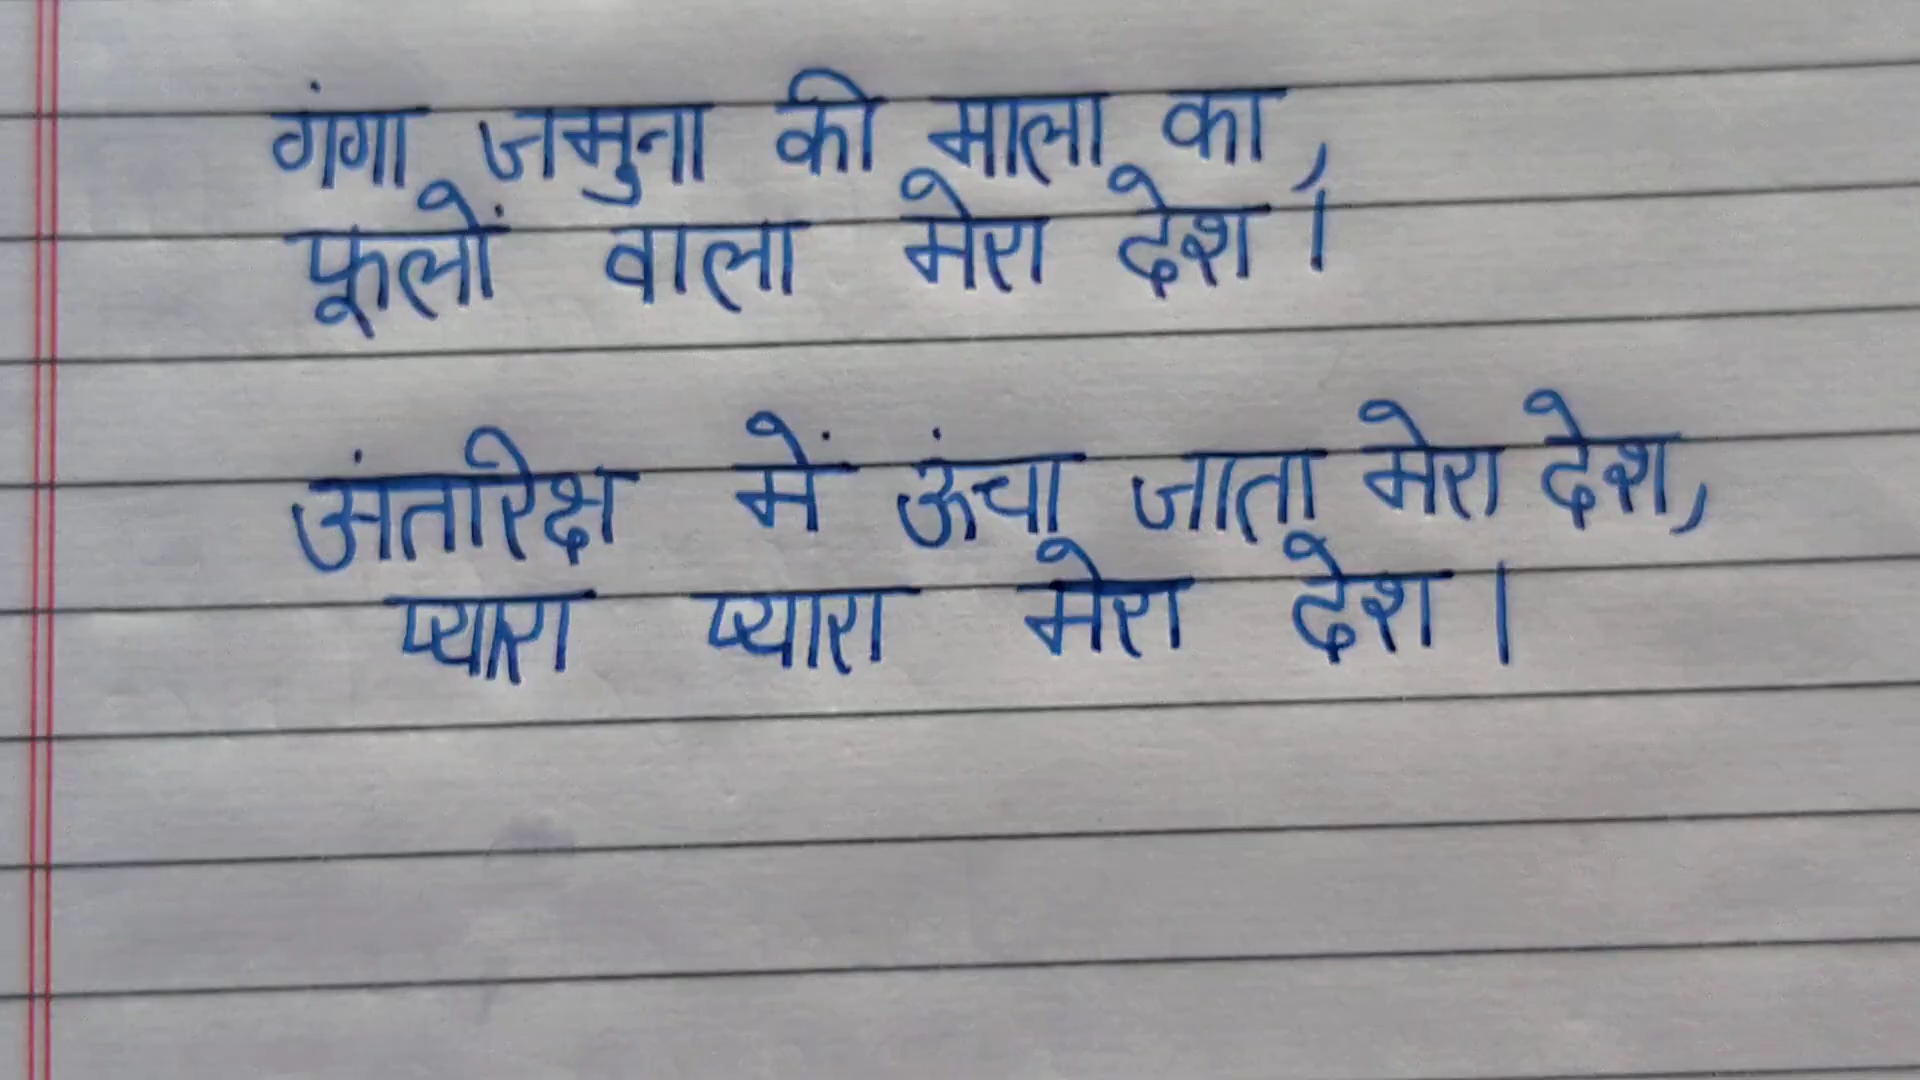 गंगा जमुना की माला का,
फूलों वाला मेरा देश।
अंतरिक्ष में ऊंचा जाता मेरा देश,
प्यारा प्यारा मेरा देश।